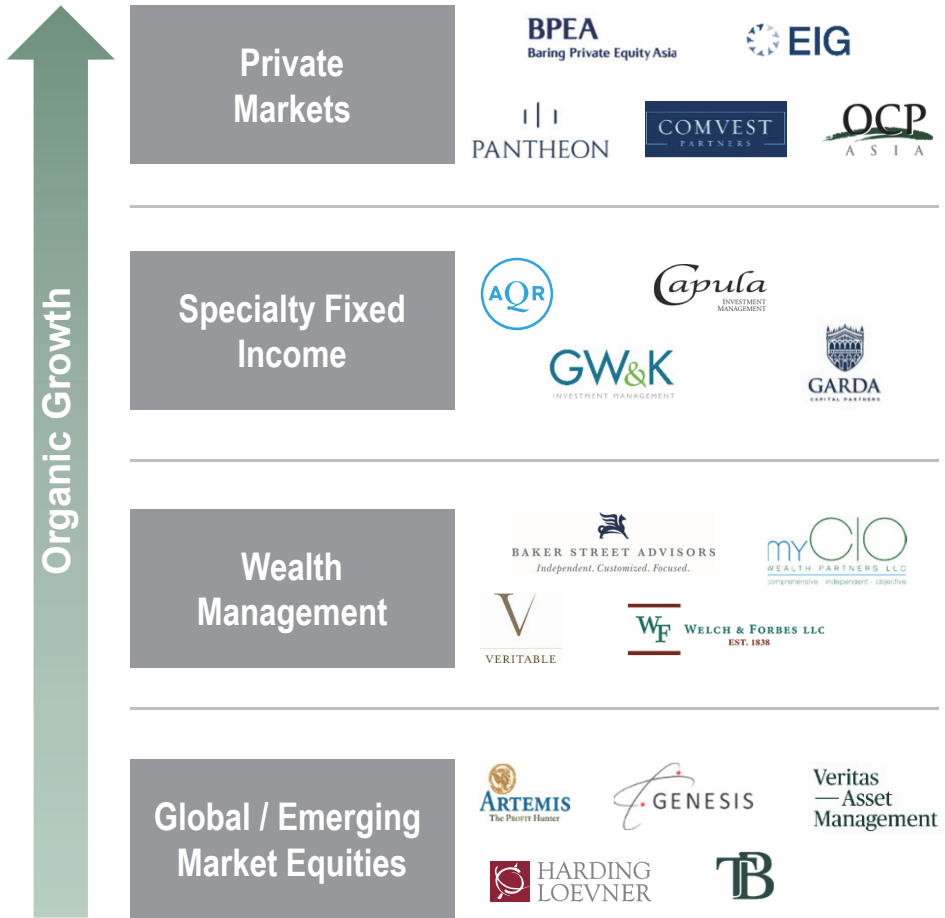 Organic Growth
Private
Markets
BPEA
Baring Private Equity Asia
EIG
PANTHEON
COMVEST
PARTNERS
OCP
ASIA
Specialty Fixed
Income
AQR
Capula
INVESTMENT
MANAGEMENT
GW&K
INVESTMENT MANAGEMENT
GARDA
CAPITAL PARTNERS
Wealth
Management
BAKER STREET ADVISORS
Independent. Customized. Focused.
myCIO
WEALTH PARTNERS LLC
comprehensive · independent · objective
V
VERITABLE
WF
WELCH & FORBES LLC
EST. 1838
Global / Emerging
Market Equities
ARTEMIS
The PROFIT Hunter
GENESIS
Veritas
—Asset
Management
HARDING
LOEVNER
TB